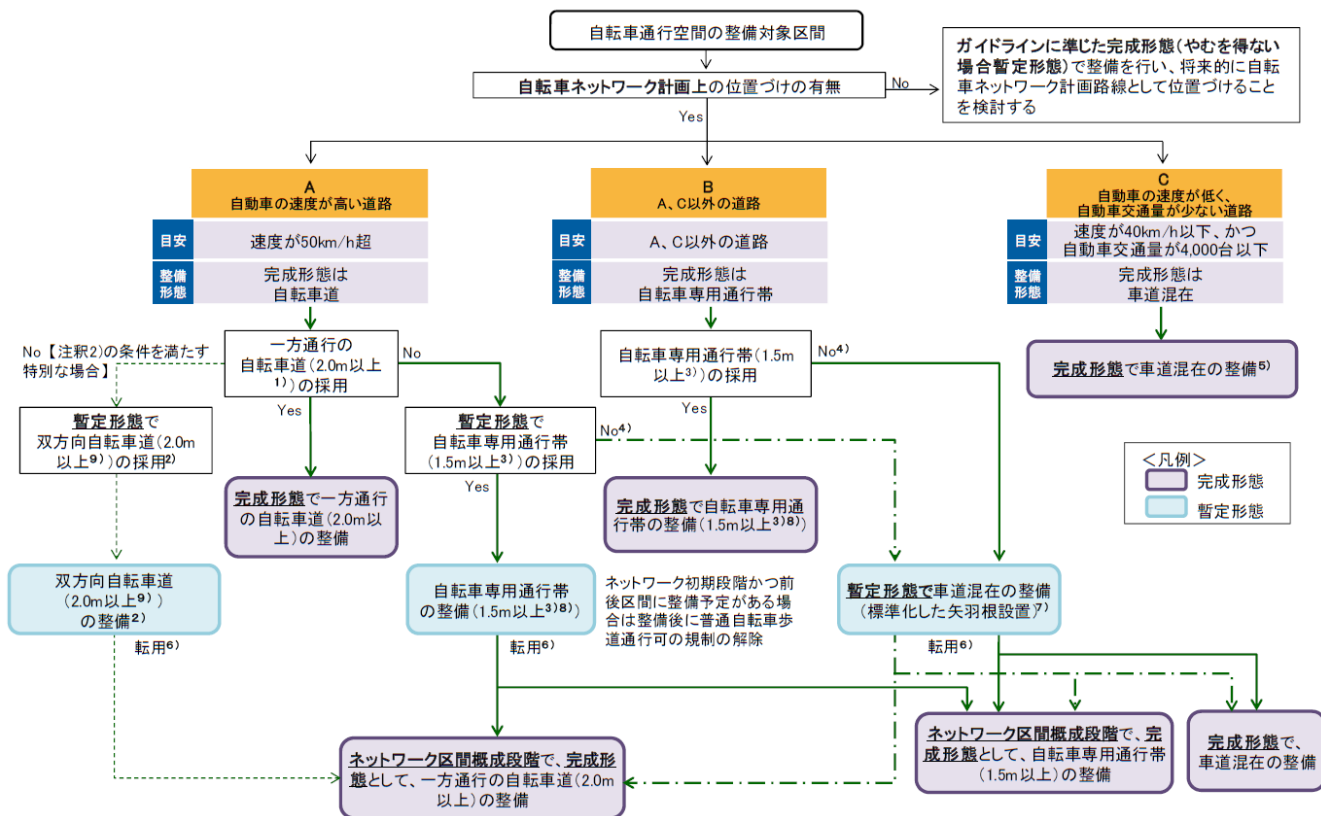 自転車通行空間の整備対象区間
自転車ネットワーク計画上の位置づけの有無
No
ガイドラインに準じた完成形態(やむを得ない
場合暫定形態)で整備を行い、将来的に自転
車ネットワーク計画路線として位置づけること
を検討する
Yes
A
自動車の速度が高い道路
目安
速度が50km/h超
整備
形態
完成形態は
自転車道
B
A、C以外の道路
目安
A、C以外の道路
整備
形態
完成形態は
自転車専用通行帯
C
自動車の速度が低く、
自動車交通量が少ない道路
目安
速度が40km/h以下、かつ
自動車交通量が4,000台以下
整備
形態
完成形態は
車道混在
No【注釈2)の条件を満たす
特別な場合】
一方通行の
自転車道(2.0m以上
1))の採用
No
自転車専用通行帯(1.5m
以上3))の採用
No4)
完成形態で車道混在の整備5)
Yes
暫定形態で
双方向自転車道(2.0m
以上9))の採用2)
暫定形態で
自転車専用通行帯
(1.5m以上3))の採用
No4)
Yes
Yes
完成形態で一方通行
の自転車道(2.0m以
上)の整備
完成形態で自転車専用通
行帯の整備(1.5m以上3)8))
<凡例>
完成形態
暫定形態
双方向自転車道
(2.0m以上9))
の整備2)
自転車専用通行帯
の整備(1.5m以上3)8))
ネットワーク初期段階かつ前
後区間に整備予定がある場
合は整備後に普通自転車歩
道通行可の規制の解除
暫定形態で車道混在の整備
(標準化した矢羽根設置)7)
転用6)
転用6)
転用6)
ネットワーク区間概成段階で、完成形
態として、一方通行の自転車道(2.0m
以上)の整備
ネットワーク区間概成段階で、完
成形態として、自転車専用通行帯
(1.5m以上)の整備
完成形態で、
車道混在の整備